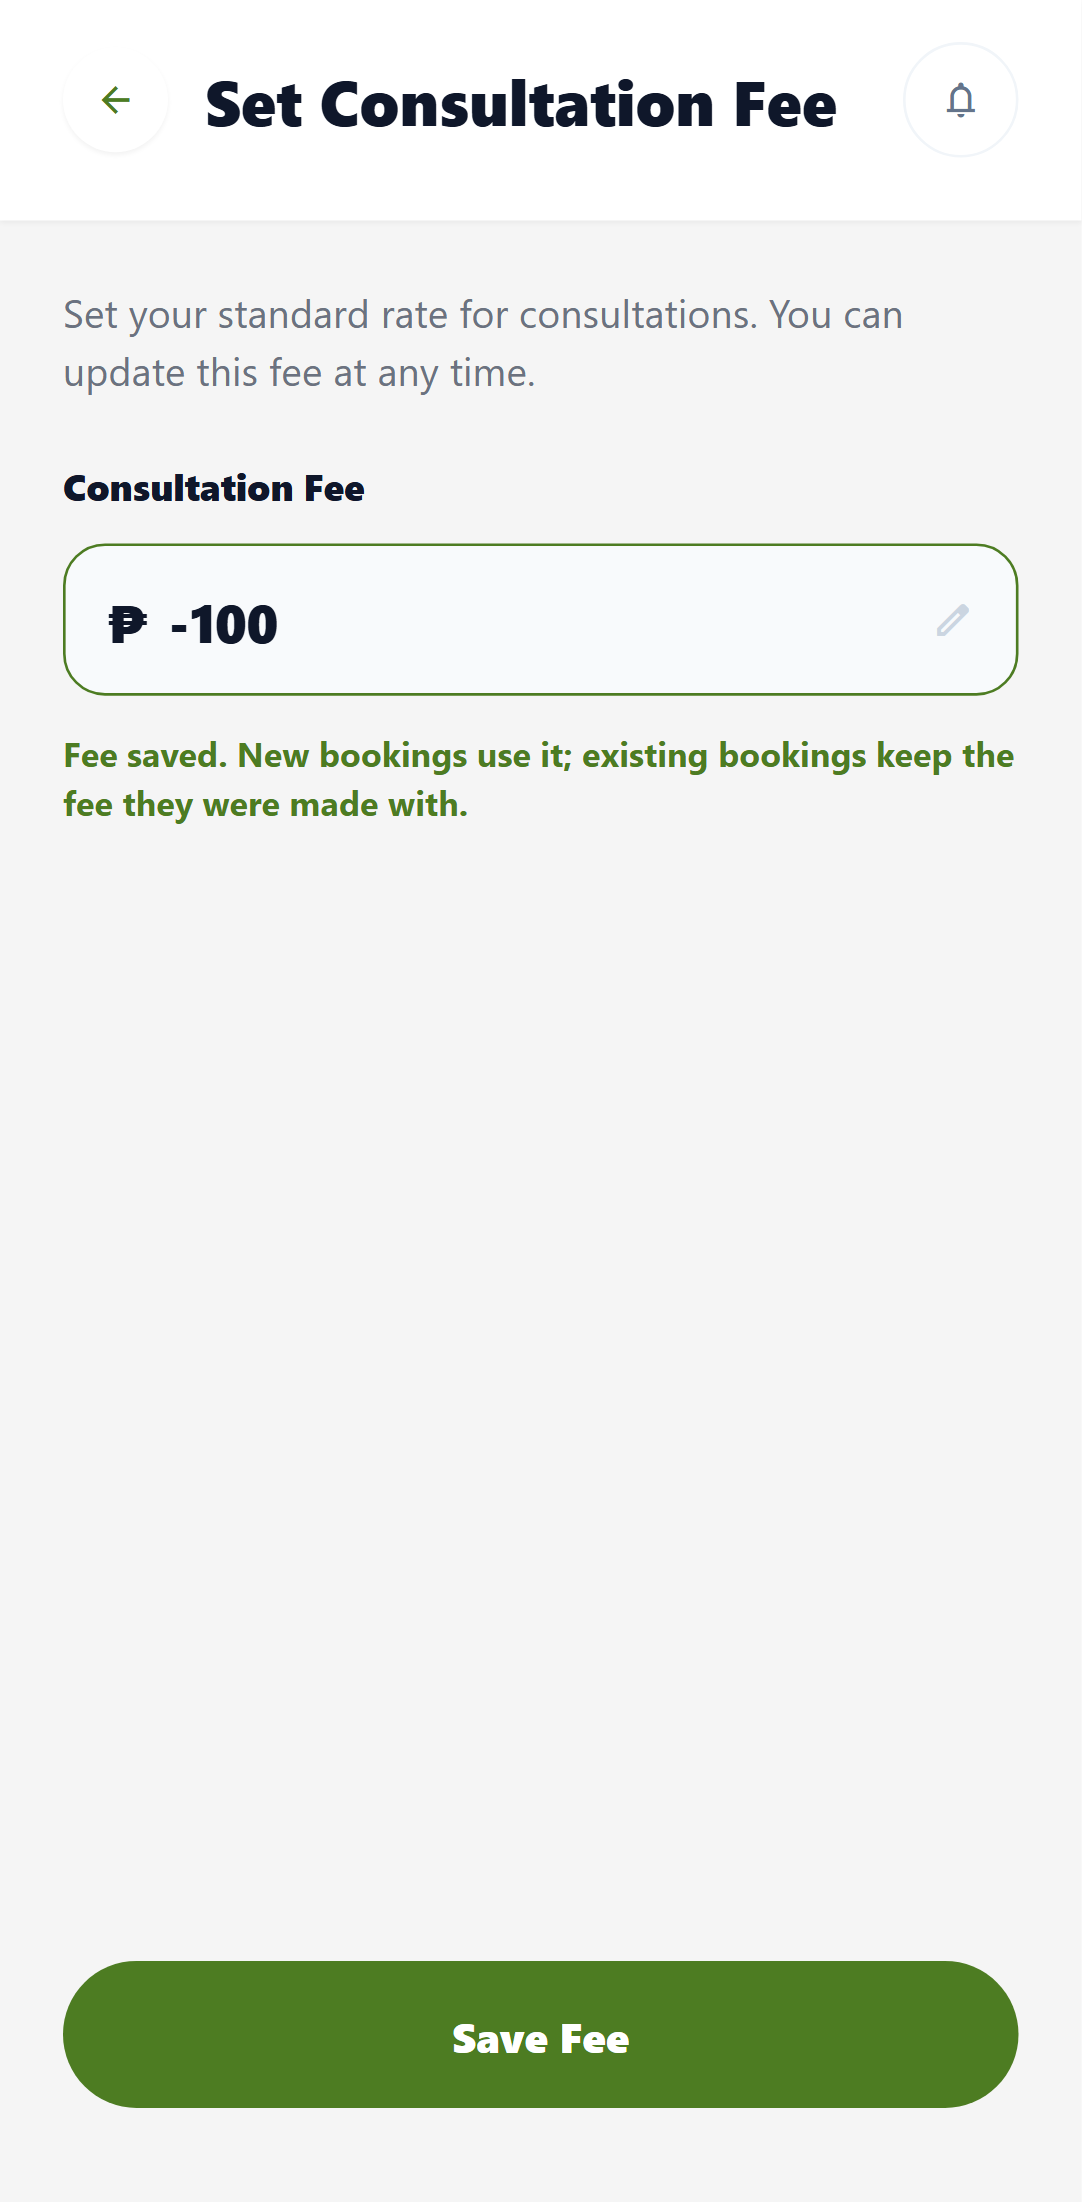 Set Consultation Fee
Set your standard rate for consultations. You can
update this fee at any time.
Consultation Fee
₱ -100
Fee saved. New bookings use it; existing bookings keep the
fee they were made with.
Save Fee